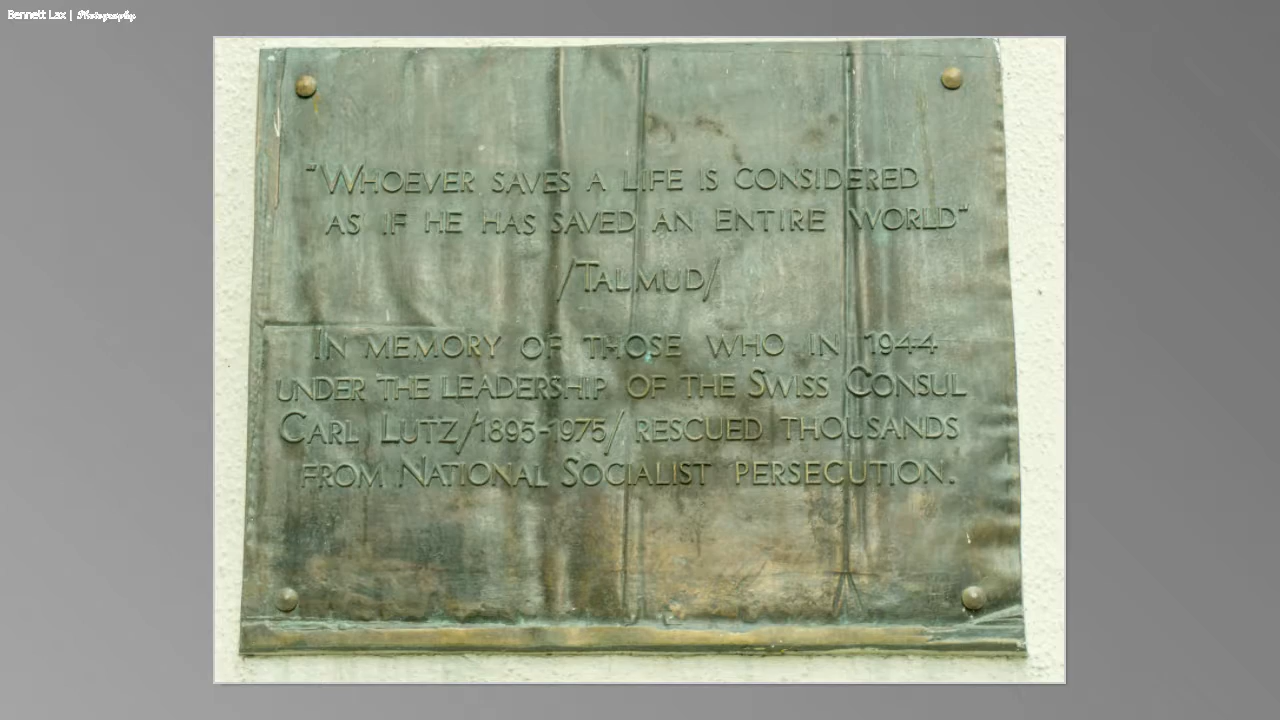 Bennett Lax | Photography
"WHOEVER SAVES A LIFE IS CONSIDERED
AS IF HE HAS SAVED AN ENTIRE WORLD"
/TALMUD/
IN MEMORY OF THOSE WHO IN 1944
UNDER THE LEADERSHIP OF THE SWISS CONSUL
CARL LUTZ/1895-1975/ RESCUED THOUSANDS
FROM NATIONAL SOCIALIST PERSECUTION.